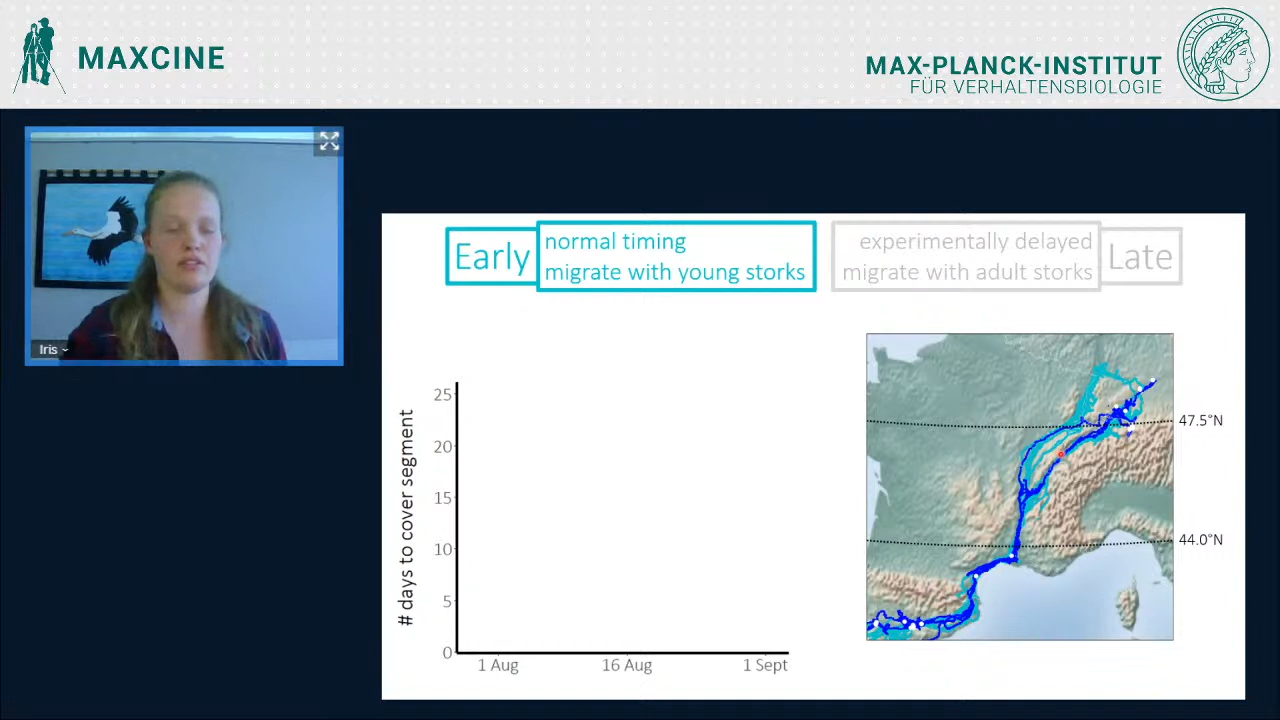 MAXCINE
MAX-PLANCK-INSTITUT
FÜR VERHALTENSBIOLOGIE
Iris
Early
normal timing
migrate with young storks
experimentally delayed
migrate with adult storks
Late
# days to cover segment
25
20
15
10
5
0
1 Aug
16 Aug
1 Sept
47.5°N
44.0°N